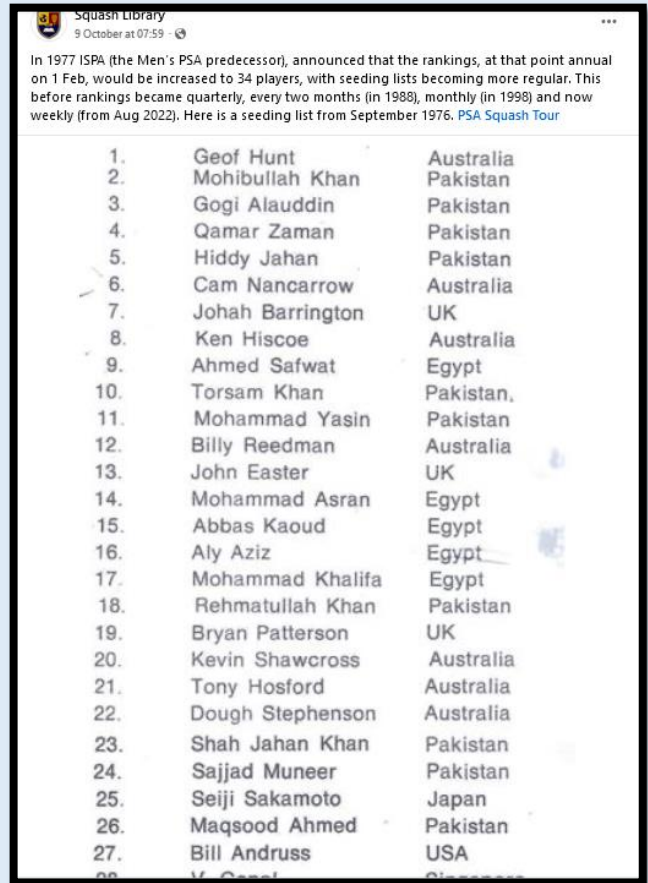 Squash Library
9 October at 07:59 ·
In 1977 ISPA (the Men's PSA predecessor), announced that the rankings, at that point annual
on 1 Feb, would be increased to 34 players, with seeding lists becoming more regular. This
before rankings became quarterly, every two months (in 1988), monthly (in 1998) and now
weekly (from Aug 2022). Here is a seeding list from September 1976. PSA Squash Tour
1. Geof Hunt Australia
2. Mohibullah Khan Pakistan
3. Gogi Alauddin Pakistan
4. Qamar Zaman Pakistan
5. Hiddy Jahan Pakistan
6. Cam Nancarrow Australia
7. Johah Barrington UK
8. Ken Hiscoe Australia
9. Ahmed Safwat Egypt
10. Torsam Khan Pakistan.
11. Mohammad Yasin Pakistan
12. Billy Reedman Australia
13. John Easter UK
14. Mohammad Asran Egypt
15. Abbas Kaoud Egypt
16. Aly Aziz Egypt
17. Mohammad Khalifa Egypt
18. Rehmatullah Khan Pakistan
19. Bryan Patterson UK
20. Kevin Shawcross Australia
21. Tony Hosford Australia
22. Dough Stephenson Australia
23. Shah Jahan Khan Pakistan
24. Sajjad Muneer Pakistan
25. Seiji Sakamoto Japan
26. Maqsood Ahmed Pakistan
27. Bill Andruss USA